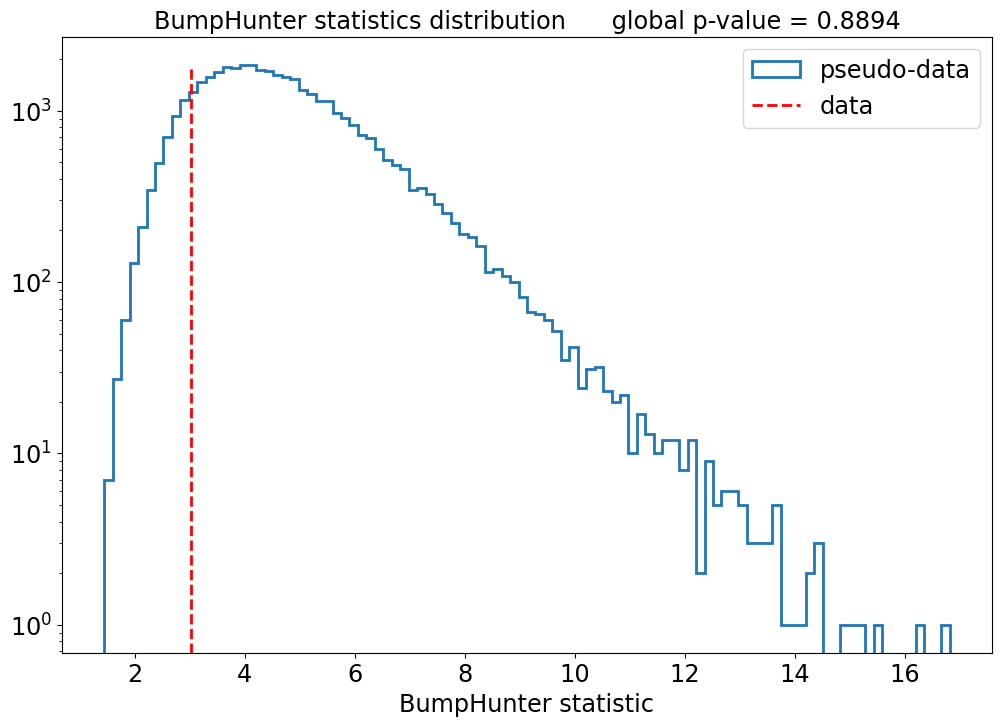 BumpHunter statistics distribution      global p-value = 0.8894
pseudo-data
data
10³
10²
10¹
10⁰
2 4 6 8 10 12 14 16
BumpHunter statistic